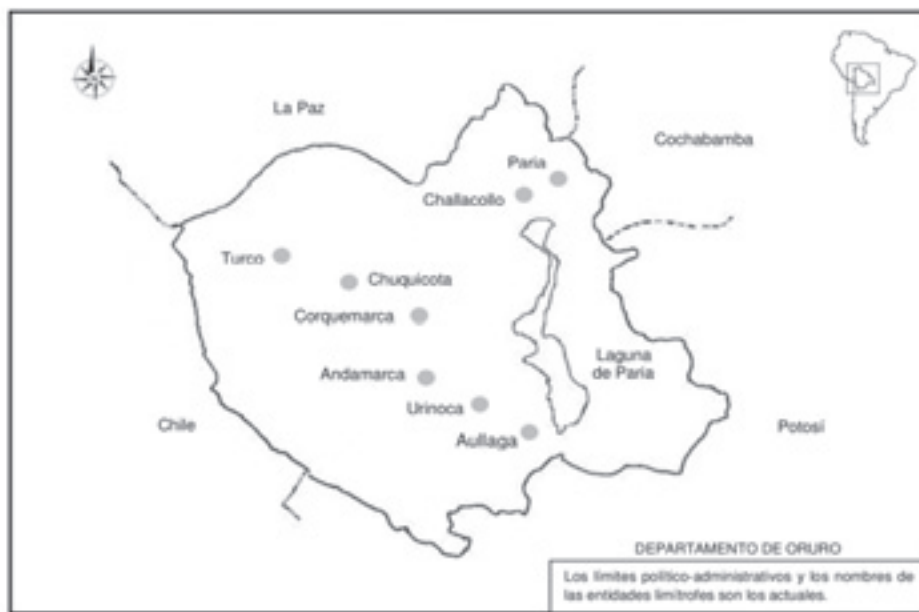 La Paz
Cochabamba
Paria
Challacollo
Turco
Chuquicota
Corquemarca
Laguna
de Paria
Andamarca
Urinoca
Chile
Potosí
Aullaga
DEPARTAMENTO DE ORURO
Los límites político-administrativos y los nombres de
las entidades limítrofes son los actuales.